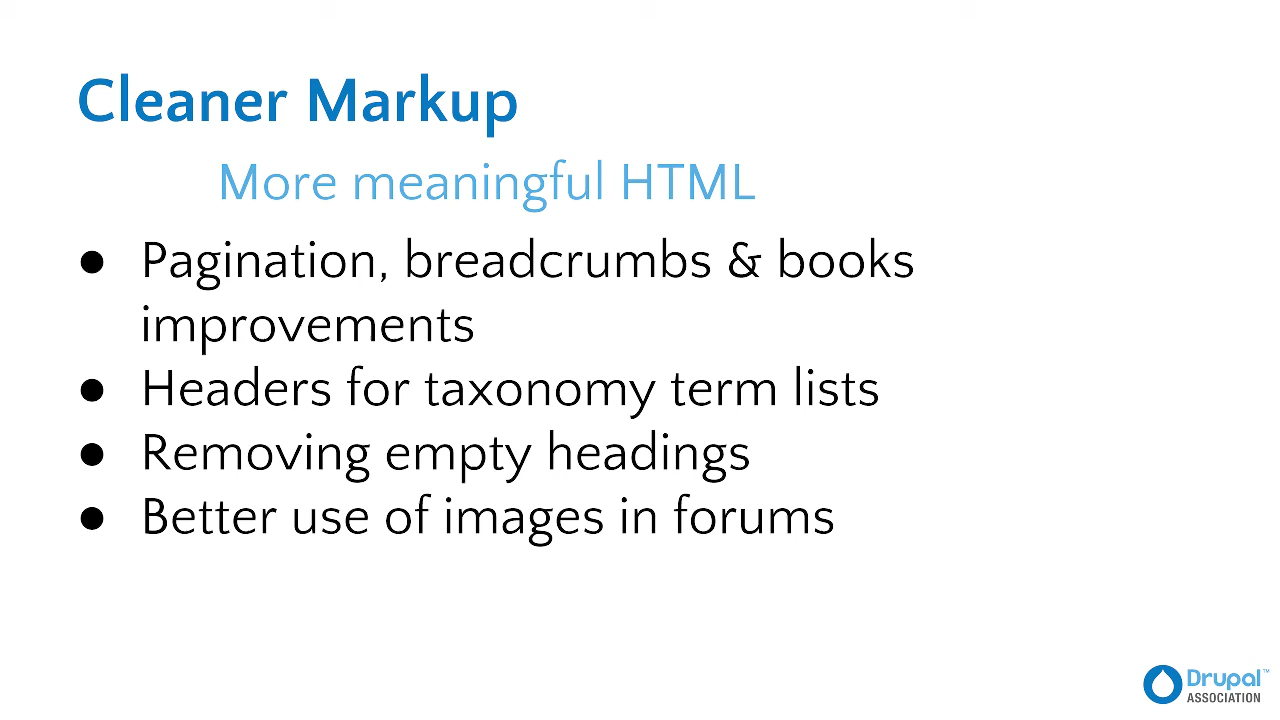 Cleaner Markup
More meaningful HTML
● Pagination, breadcrumbs & books
improvements
● Headers for taxonomy term lists
● Removing empty headings
● Better use of images in forums
Drupal™
ASSOCIATION